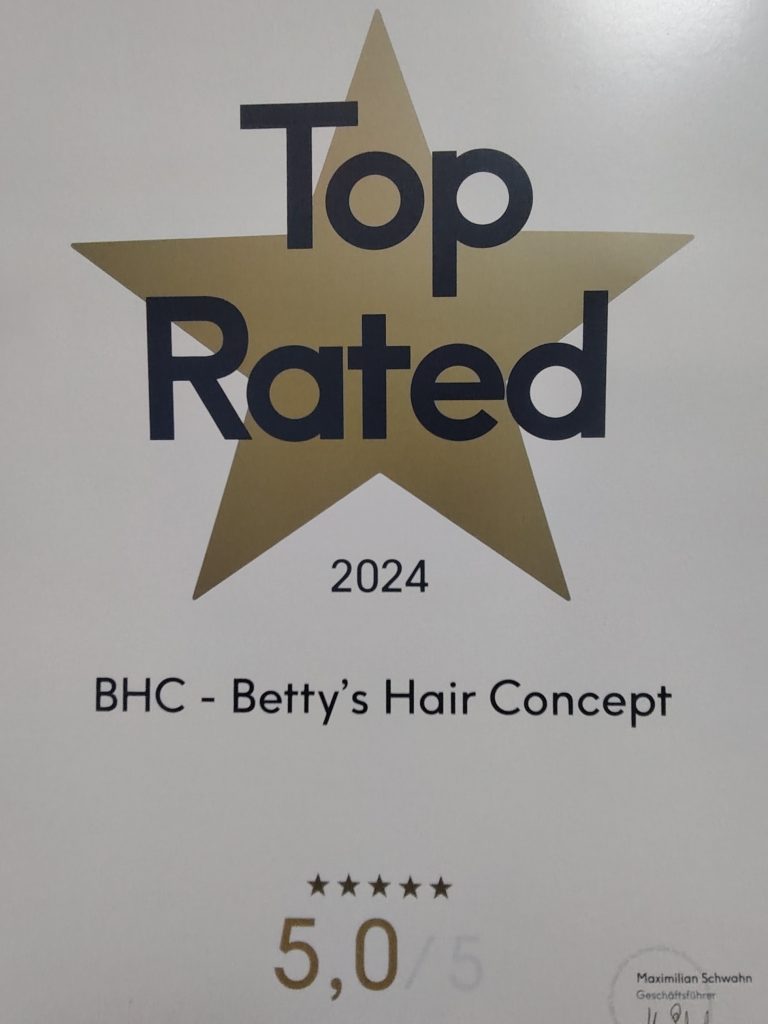 Top
Rated
2024
BHC - Betty's Hair Concept
5,0/5
Maximilian Schwahn
Geschäftsführer